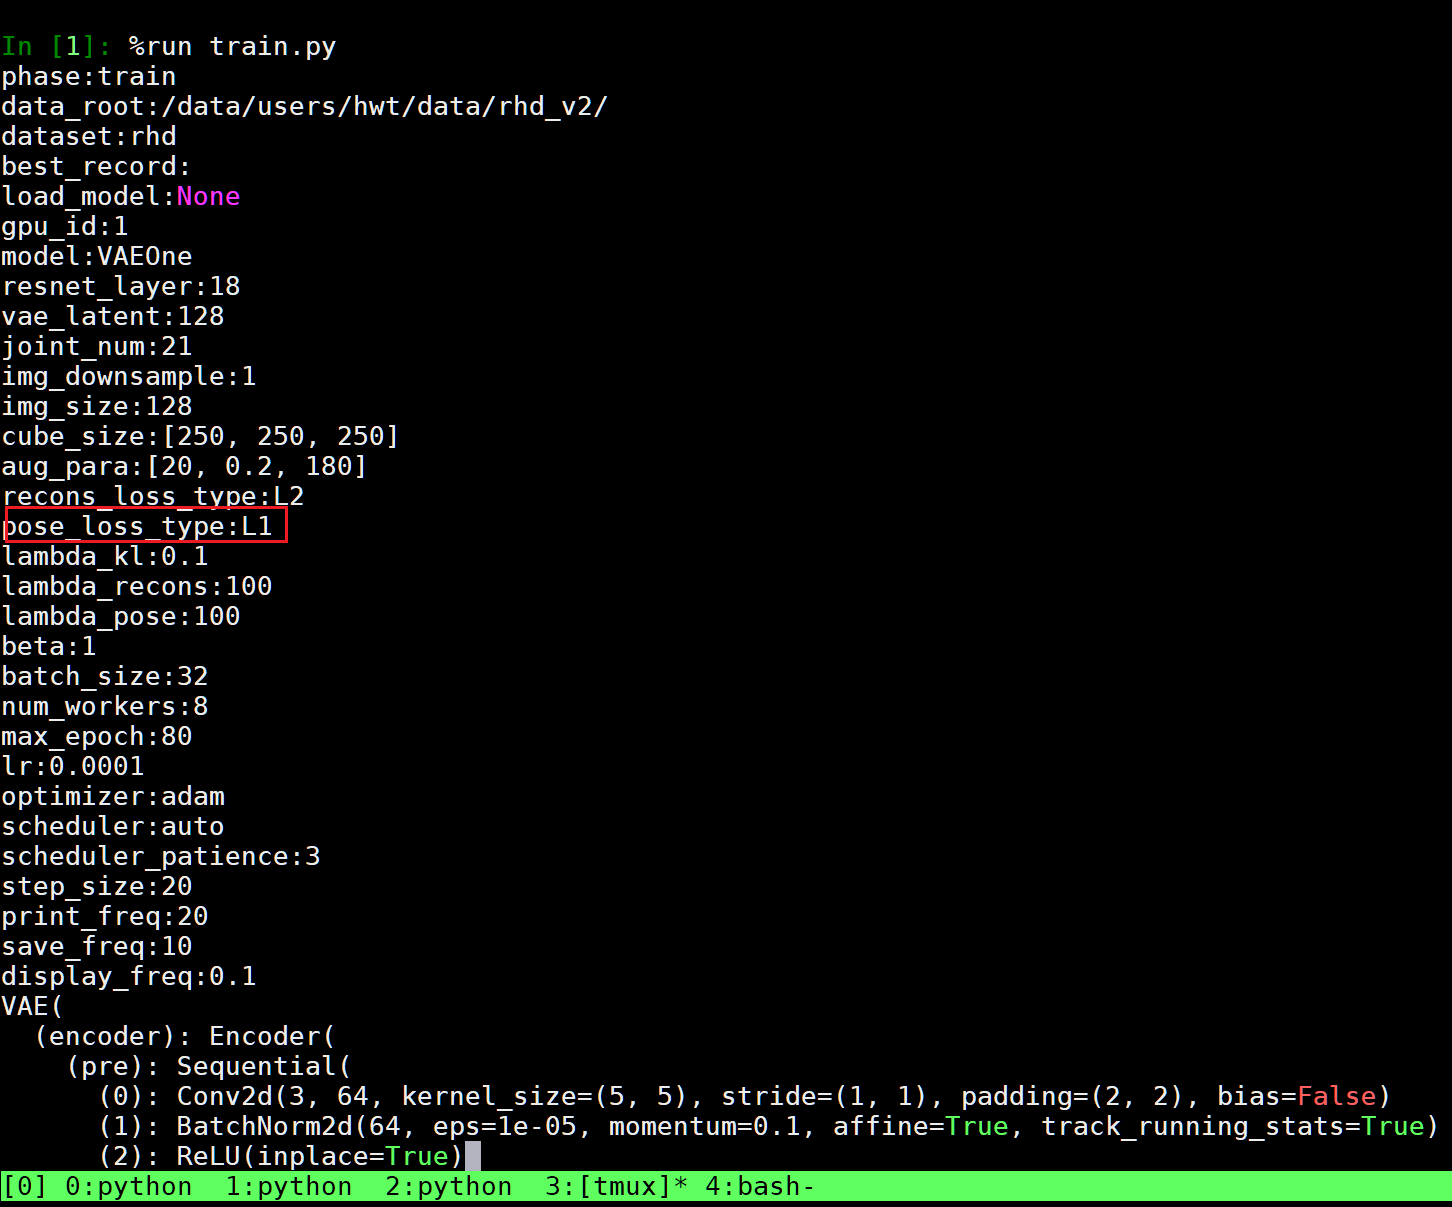 In [1]: %run train.py
phase:train
data_root:/data/users/hwt/data/rhd_v2/
dataset:rhd
best_record:
load_model:None
gpu_id:1
model:VAEOne
resnet_layer:18
vae_latent:128
joint_num:21
img_downsample:1
img_size:128
cube_size:[250, 250, 250]
aug_para:[20, 0.2, 180]
recons_loss_type:L2
pose_loss_type:L1
lambda_kl:0.1
lambda_recons:100
lambda_pose:100
beta:1
batch_size:32
num_workers:8
max_epoch:80
lr:0.0001
optimizer:adam
scheduler:auto
scheduler_patience:3
step_size:20
print_freq:20
save_freq:10
display_freq:0.1
VAE(
  (encoder): Encoder(
    (pre): Sequential(
      (0): Conv2d(3, 64, kernel_size=(5, 5), stride=(1, 1), padding=(2, 2), bias=False)
      (1): BatchNorm2d(64, eps=1e-05, momentum=0.1, affine=True, track_running_stats=True)
      (2): ReLU(inplace=True)
[0] 0:python  1:python  2:python  3:[tmux]* 4:bash-